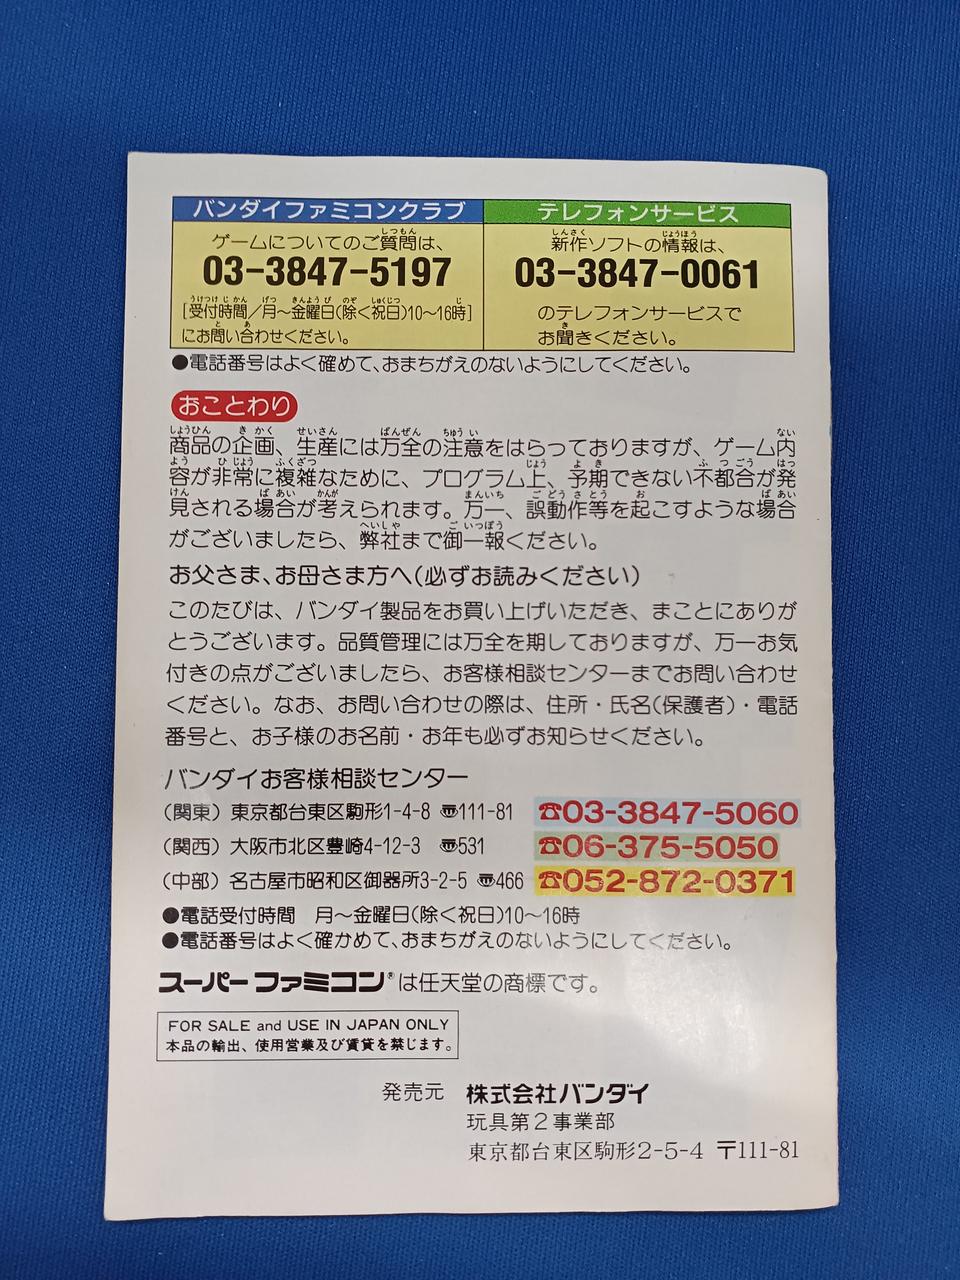 バンダイファミコンクラブ
ゲームについてのご質問は、
03-3847-5197
[受付時間/月～金曜日(除く祝日)10～16時]
にお問い合わせください。
テレフォンサービス
新作ソフトの情報は、
03-3847-0061
のテレフォンサービスで
お聞きください。
●電話番号はよく確めて、おまちがえのないようにしてください。
おことわり
商品の企画、生産には万全の注意をはらっておりますが、ゲーム内
容が非常に複雑なために、プログラム上、予期できない不都合が発
見される場合が考えられます。万一、誤動作等を起こすような場合
がございましたら、弊社まで御一報ください。
お父さま、お母さま方へ(必ずお読みください)
このたびは、バンダイ製品をお買い上げいただき、まことにありが
とうございます。品質管理には万全を期しておりますが、万一お気
付きの点がございましたら、お客様相談センターまでお問い合わせ
ください。なお、お問い合わせの際は、住所・氏名(保護者)・電話
番号と、お子様のお名前・お年も必ずお知らせください。
バンダイお客様相談センター
(関東) 東京都台東区駒形1-4-8 〠111-81 ☎03-3847-5060
(関西) 大阪市北区豊崎4-12-3 〠531 ☎06-375-5050
(中部) 名古屋市昭和区御器所3-2-5 〠466 ☎052-872-0371
●電話受付時間 月～金曜日(除く祝日)10～16時
●電話番号はよく確かめて、おまちがえのないようにしてください。
スーパーファミコン®は任天堂の商標です。
FOR SALE and USE IN JAPAN ONLY
本品の輸出、使用営業及び賃貸を禁じます。
発売元 株式会社バンダイ
玩具第2事業部
東京都台東区駒形2-5-4 〒111-81